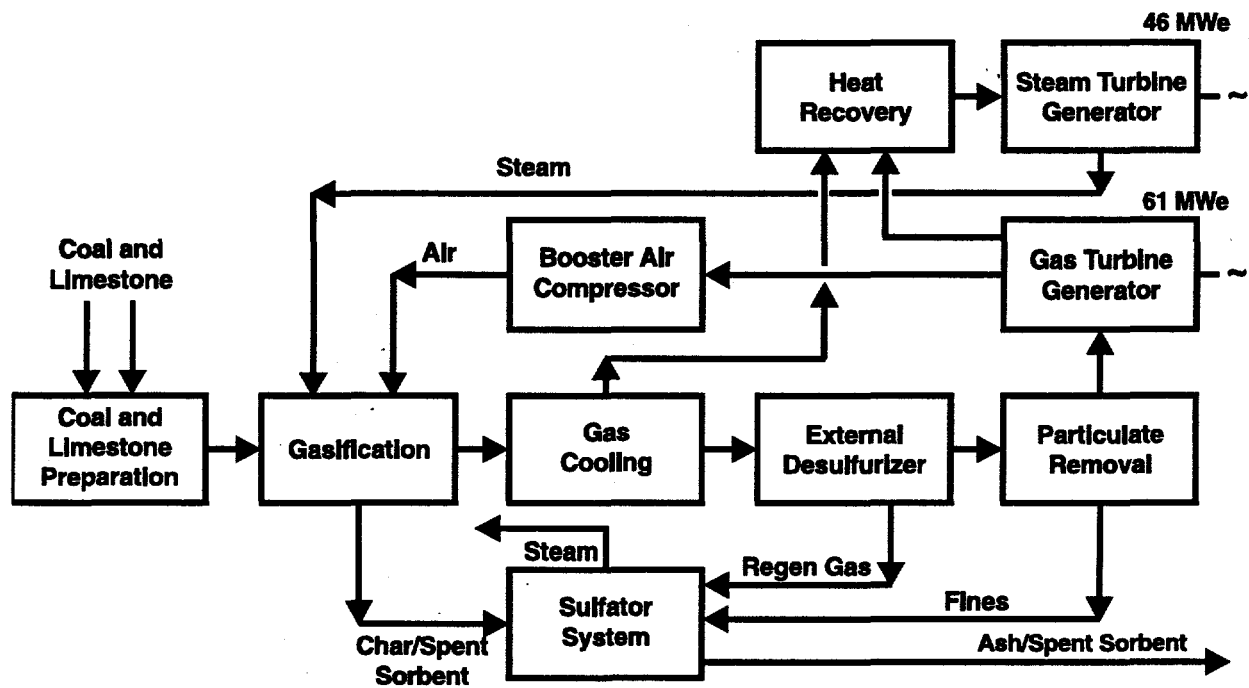 46 MWe
Heat
Recovery
Steam Turbine
Generator
~
Steam
61 MWe
Coal and
Limestone
Air
Booster Air
Compressor
Gas Turbine
Generator
~
Coal and
Limestone
Preparation
Gasification
Gas
Cooling
External
Desulfurizer
Particulate
Removal
Steam
Regen Gas
Sulfator
System
Fines
Char/Spent
Sorbent
Ash/Spent Sorbent